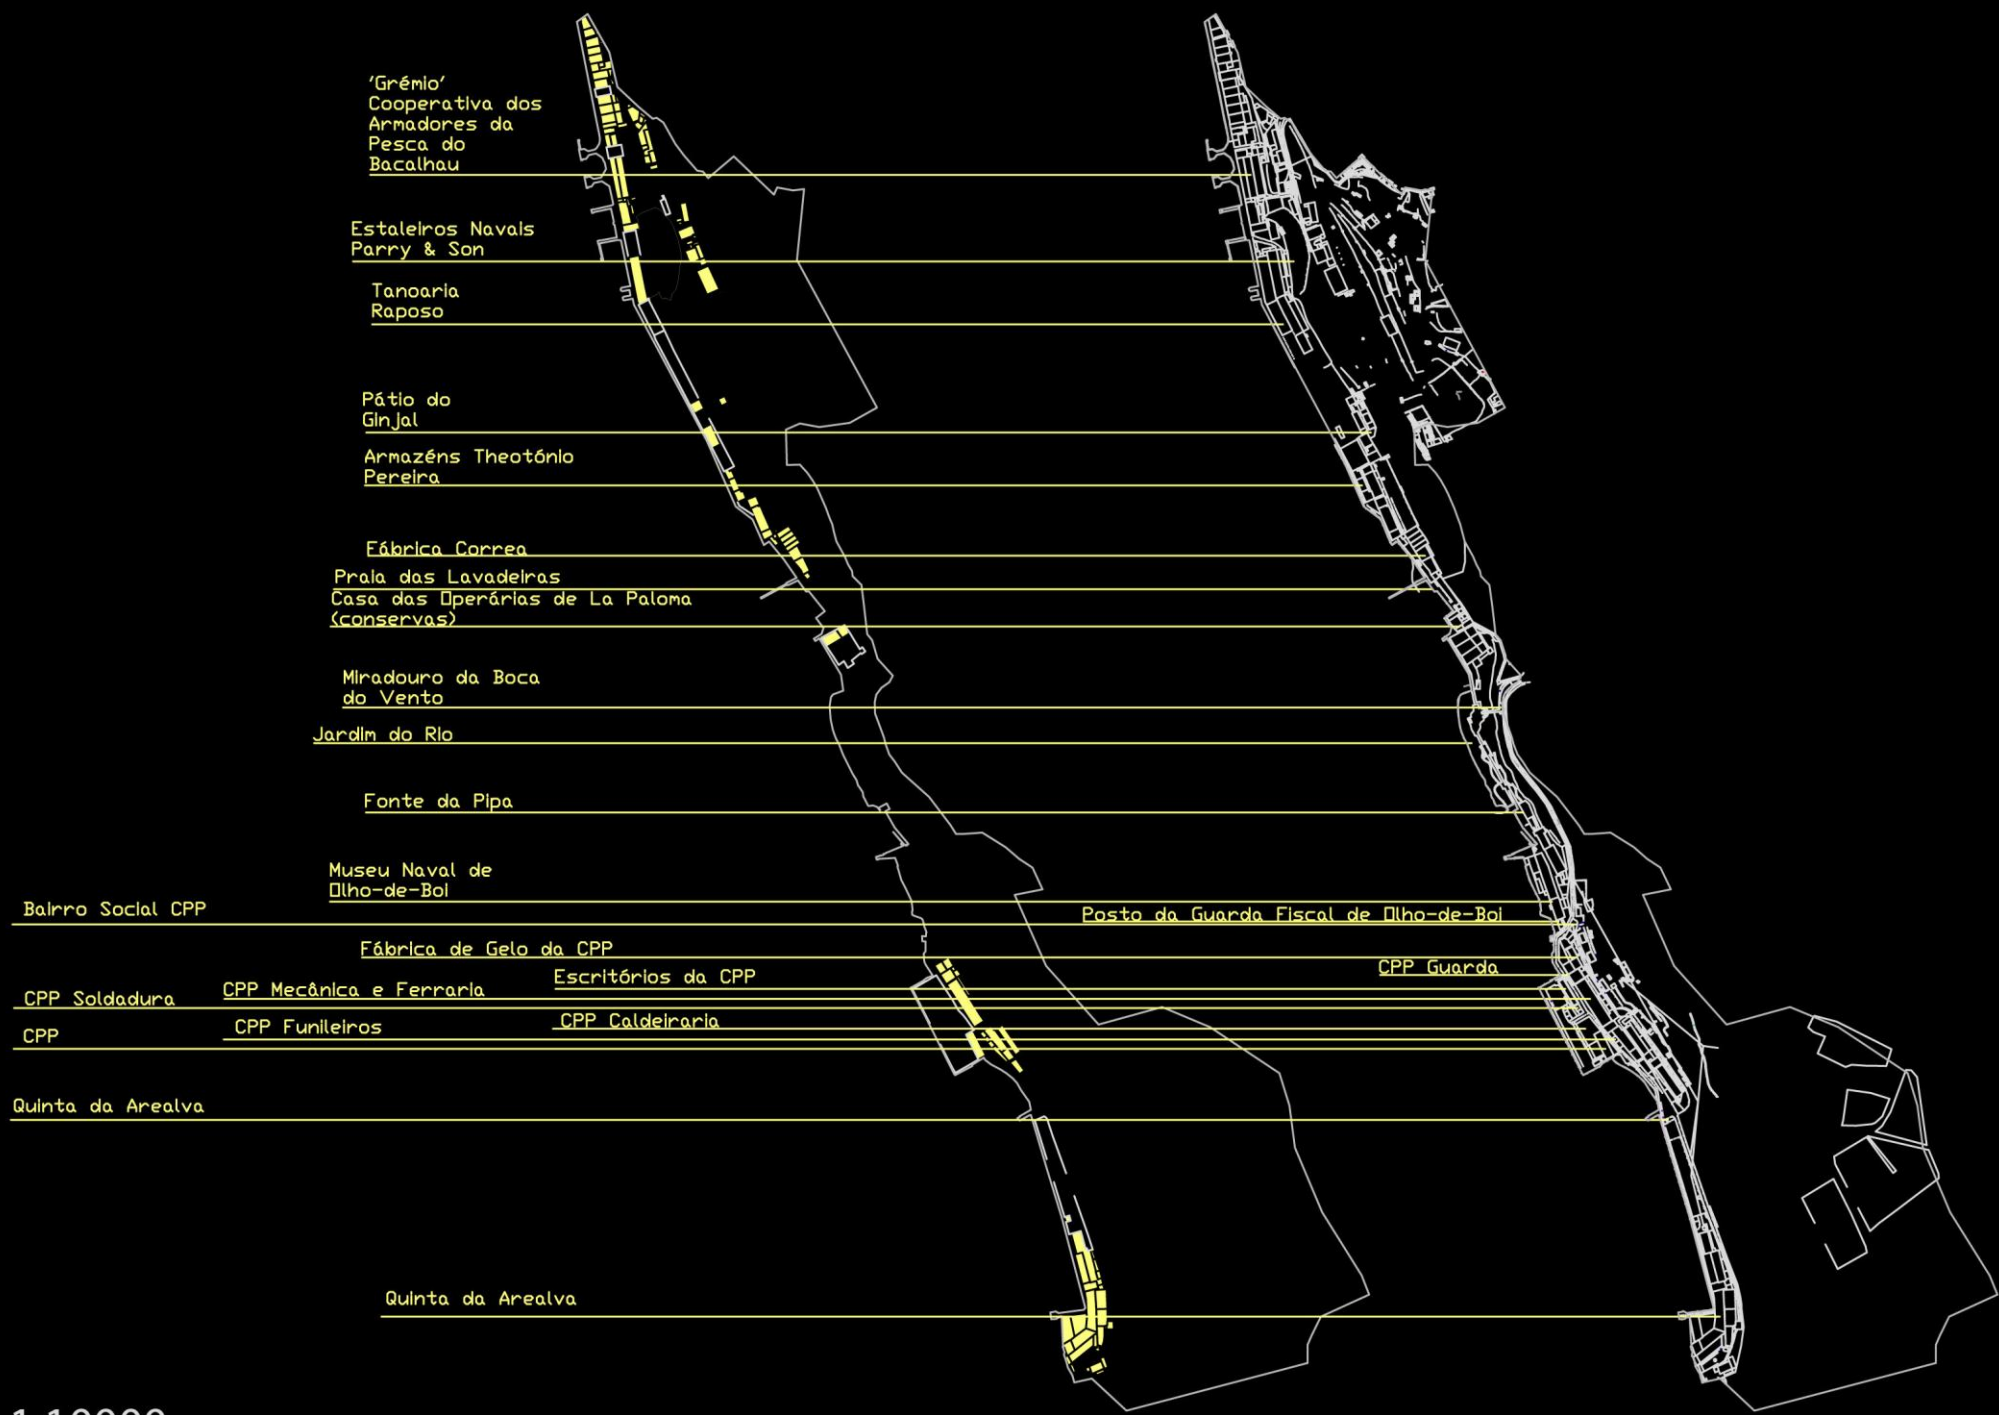 'Grémio'
Cooperativa dos
Armadores da
Pesca do
Bacalhau
Estaleiros Navais
Parry & Son
Tanoaria
Raposo
Pátio do
Ginjal
Armazéns Theotónio
Pereira
Fábrica Correa
Praia das Lavadeiras
Casa das Operárias de La Paloma
(conservas)
Miradouro da Boca
do Vento
Jardim do Rio
Fonte da Pipa
Museu Naval de
Olho-de-Boi
Bairro Social CPP
Posto da Guarda Fiscal de Olho-de-Boi
Fábrica de Gelo da CPP
CPP Guarda
Escritórios da CPP
CPP Mecânica e Ferraria
CPP Soldadura
CPP Caldeiraria
CPP Funileiros
CPP
Quinta da Arealva
Quinta da Arealva